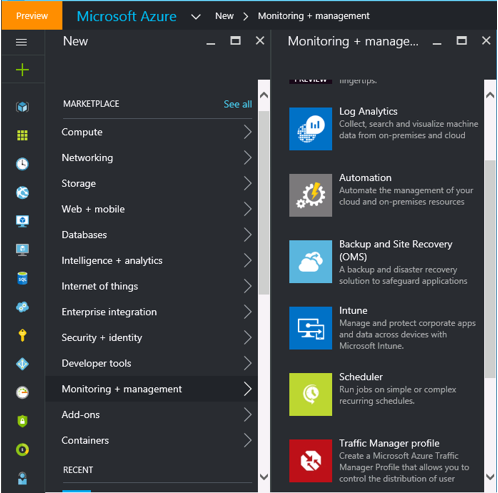 Preview
Microsoft Azure
New > Monitoring + management
New
Monitoring + manage...
MARKETPLACE
See all
Compute
Networking
Storage
Web + mobile
Databases
Intelligence + analytics
Internet of things
Enterprise integration
Security + identity
Developer tools
Monitoring + management
Add-ons
Containers
RECENT
PREVIEW
fingertips.
Log Analytics
Collect, search and visualize machine
data from on-premises and cloud
Automation
Automate the management of your
cloud and on-premises resources
Backup and Site Recovery
(OMS)
A backup and disaster recovery
solution to safeguard applications
Intune
Manage and protect corporate apps
and data across devices with
Microsoft Intune.
Scheduler
Run jobs on simple or complex
recurring schedules.
Traffic Manager profile
Create a Microsoft Azure Traffic
Manager Profile that allows you to
control the distribution of user